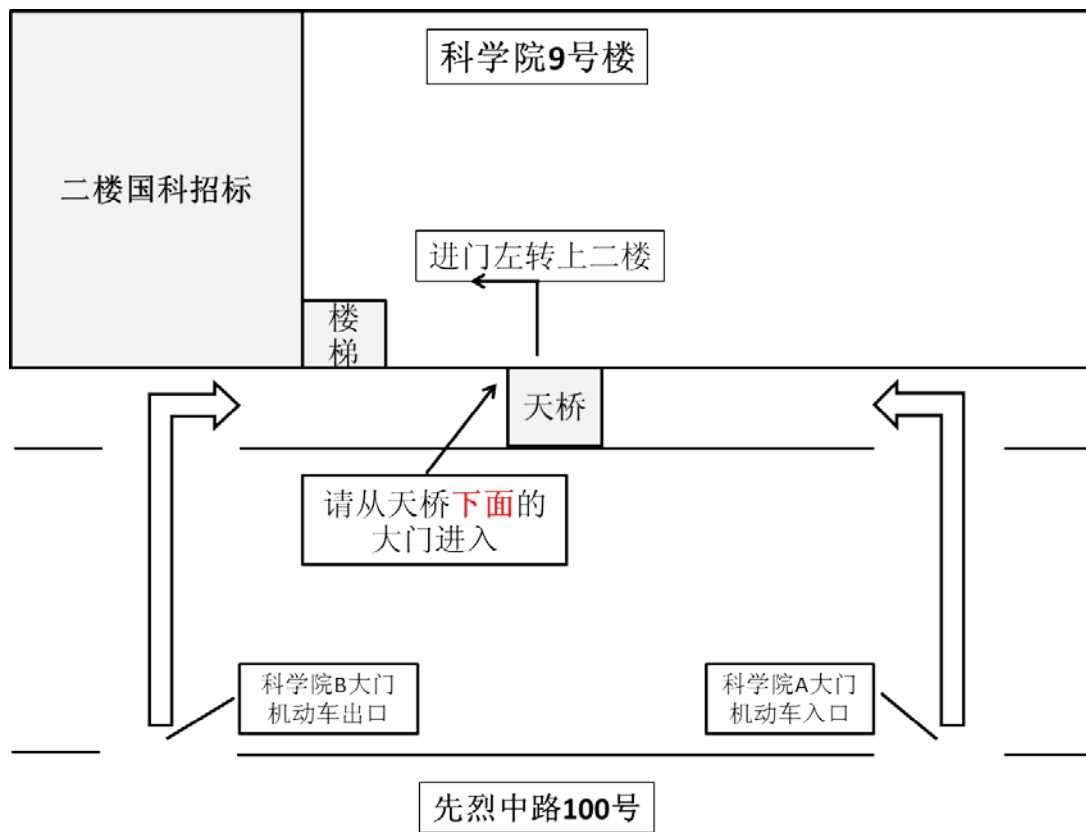 科学院9号楼
二楼国科招标
进门左转上二楼
楼
梯
天桥
请从天桥下面的
大门进入
科学院B大门
机动车出口
科学院A大门
机动车入口
先烈中路100号